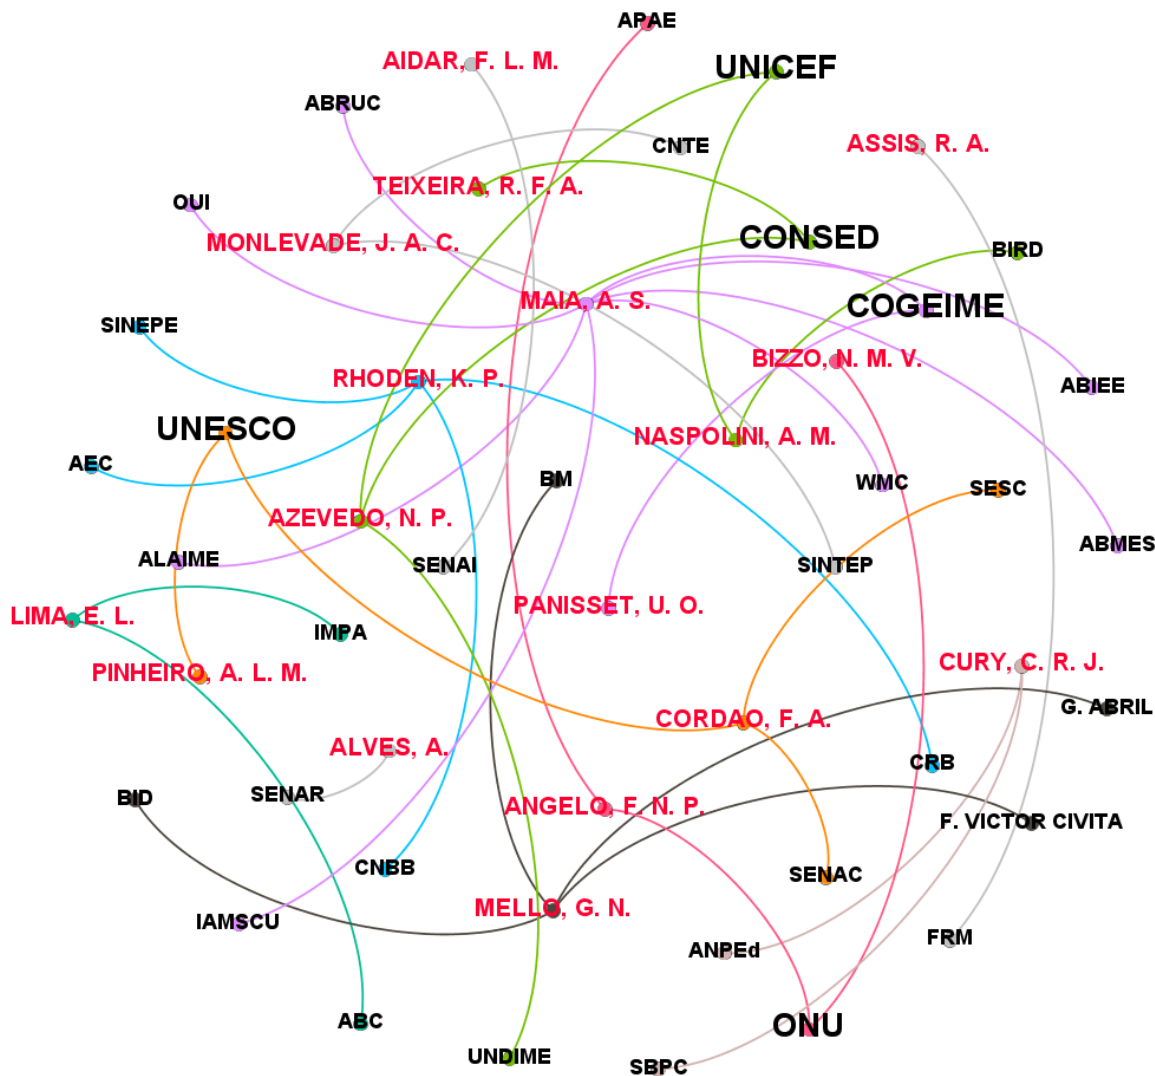 APAE
AIDAR, F. L. M.
UNICEF
ABRUC
CNTE
ASSIS, R. A.
TEIXEIRA, R. F. A.
OUI
MONLEVADE, J. A. C.
CONSED
BIRD
MAIA, A. S.
COGEIME
SINEPE
BIZZO, N. M. V.
RHODEN, K. P.
ABIEE
UNESCO
NASPOLINI, A. M.
AEC
BM
WMC
SESC
AZEVEDO, N. P.
ABMES
ALAIME
SENAI
SINTEP
PANISSET, U. O.
LIMA, E. L.
IMPA
CURY, C. R. J.
PINHEIRO, A. L. M.
G. ABRIL
CORDAO, F. A.
ALVES, A.
CRB
SENAR
BID
ANGELO, F. N. P.
F. VICTOR CIVITA
CNBB
SENAC
MELLO, G. N.
IAMSCU
FRM
ANPEd
ABC
ONU
UNDIME
SBPC